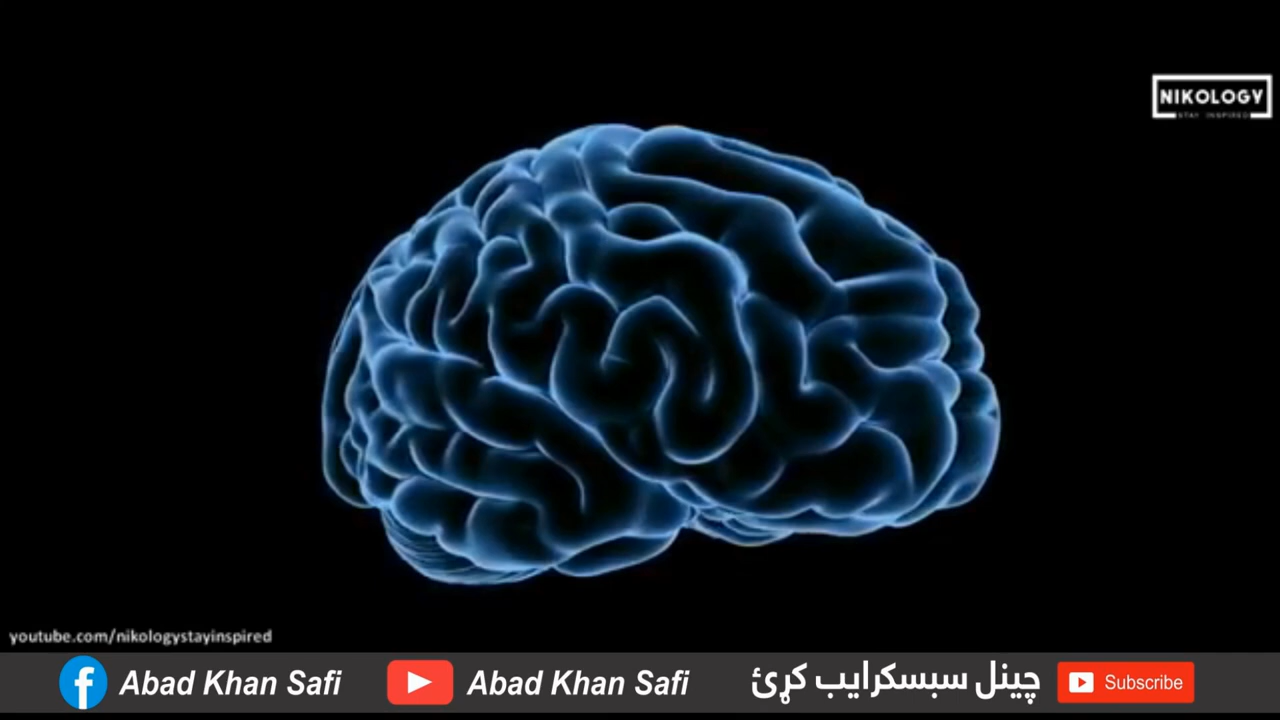 NIKOLOGY
STAY INSPIRED
youtube.com/nikologystayinspired
Abad Khan Safi Abad Khan Safi چینل سبسکرایب کړئ Subscribe